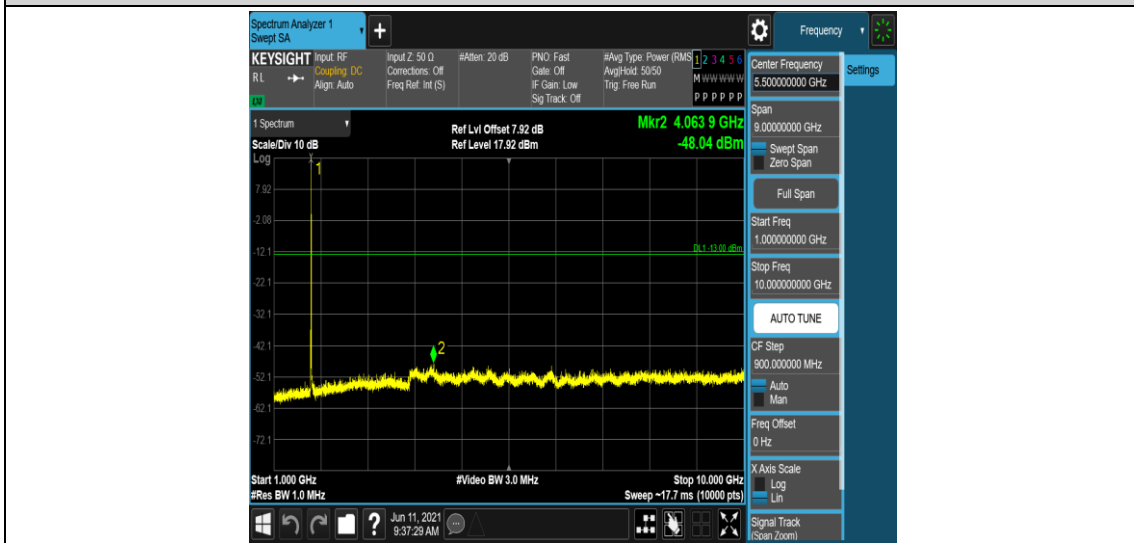 Spectrum Analyzer 1
Swept SA
Frequency
KEYSIGHT
RL
Input: RF
Coupling: DC
Align: Auto
Input Z: 50 Ω
Corrections: Off
Freq Ref: Int (S)
#Atten: 20 dB
PNO: Fast
Gate: Off
IF Gain: Low
Sig Track: Off
#Avg Type: Power (RMS
Avg|Hold: 50/50
Trig: Free Run
1 2 3 4 5 6
M W W W W W
P P P P P P
1 Spectrum
Scale/Div 10 dB
Ref Lvl Offset 7.92 dB
Ref Level 17.92 dBm
Mkr2 4.063 9 GHz
-48.04 dBm
Log
1
7.92
-2.08
-12.1
DL1 -13.00 dBm
-22.1
-32.1
-42.1
2
-52.1
-62.1
-72.1
Start 1.000 GHz
#Res BW 1.0 MHz
#Video BW 3.0 MHz
Stop 10.000 GHz
Sweep ~17.7 ms (10000 pts)
?
Jun 11, 2021
9:37:29 AM
Center Frequency
5.500000000 GHz
Settings
Span
9.00000000 GHz
Swept Span
Zero Span
Full Span
Start Freq
1.000000000 GHz
Stop Freq
10.000000000 GHz
AUTO TUNE
CF Step
900.000000 MHz
Auto
Man
Freq Offset
0 Hz
X Axis Scale
Log
Lin
Signal Track
(Span Zoom)